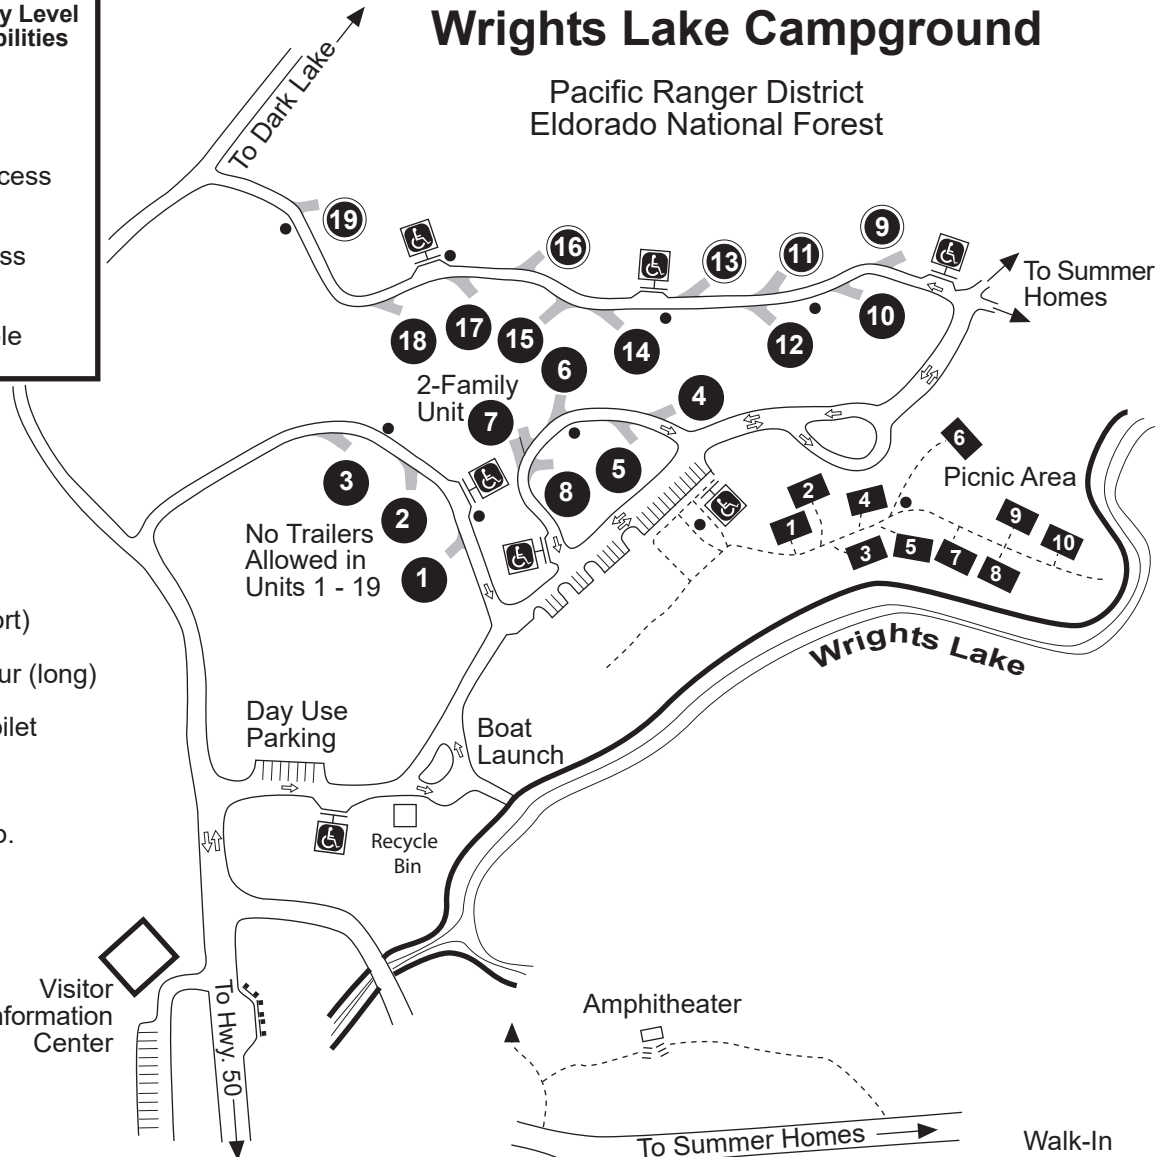 y Level
bilities
cess
ss
le
ort)
ur (long)
oilet
o.
Wrights Lake Campground
Pacific Ranger District
Eldorado National Forest
To Dark Lake
19
16
13
11
9
To Summer
Homes
18
17
15
14
12
10
6
2-Family
Unit
7
4
3
2
1
8
5
No Trailers
Allowed in
Units 1 - 19
6
Picnic Area
2
4
1
3
5
7
8
9
10
Wrights Lake
Day Use
Parking
Boat
Launch
Recycle
Bin
Visitor
nformation
Center
To Hwy. 50
Amphitheater
To Summer Homes
Walk-In